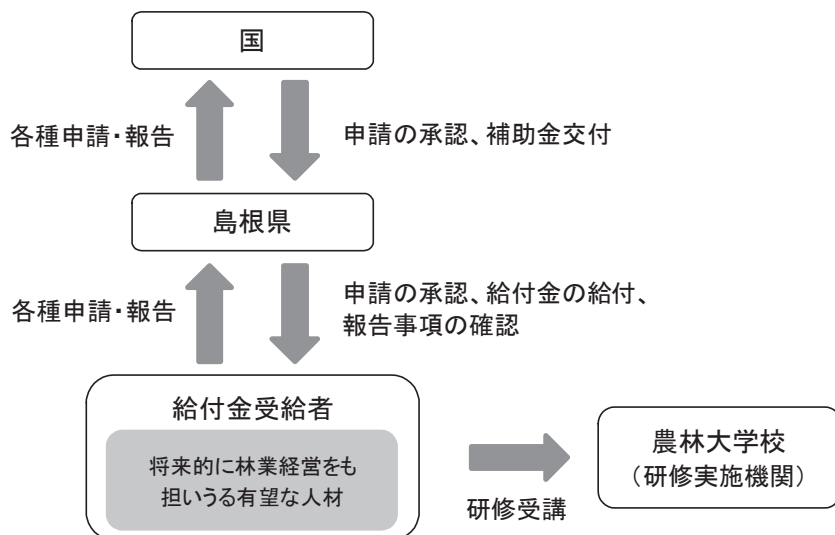 国
各種申請・報告
申請の承認、補助金交付
島根県
各種申請・報告
申請の承認、給付金の給付、
報告事項の確認
給付金受給者
将来的に林業経営をも
担いうる有望な人材
研修受講
農林大学校
（研修実施機関）